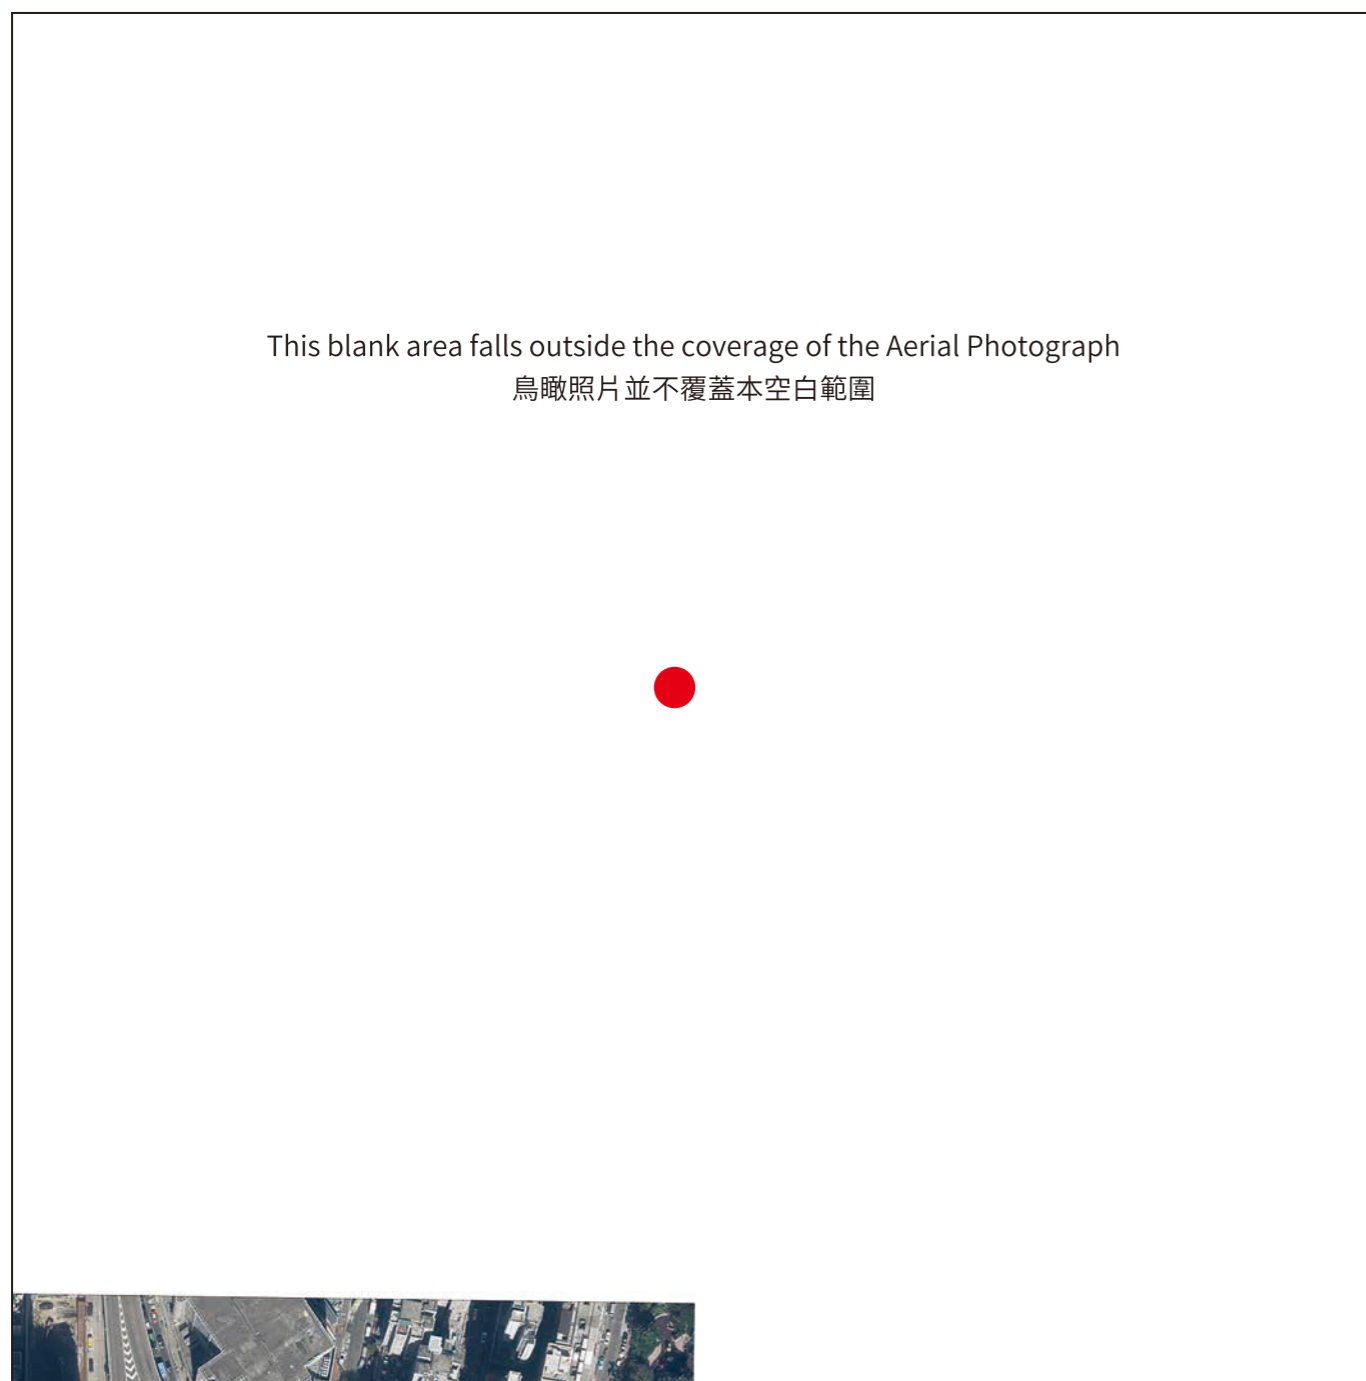 This blank area falls outside the coverage of the Aerial Photograph
鳥瞰照片並不覆蓋本空白範圍